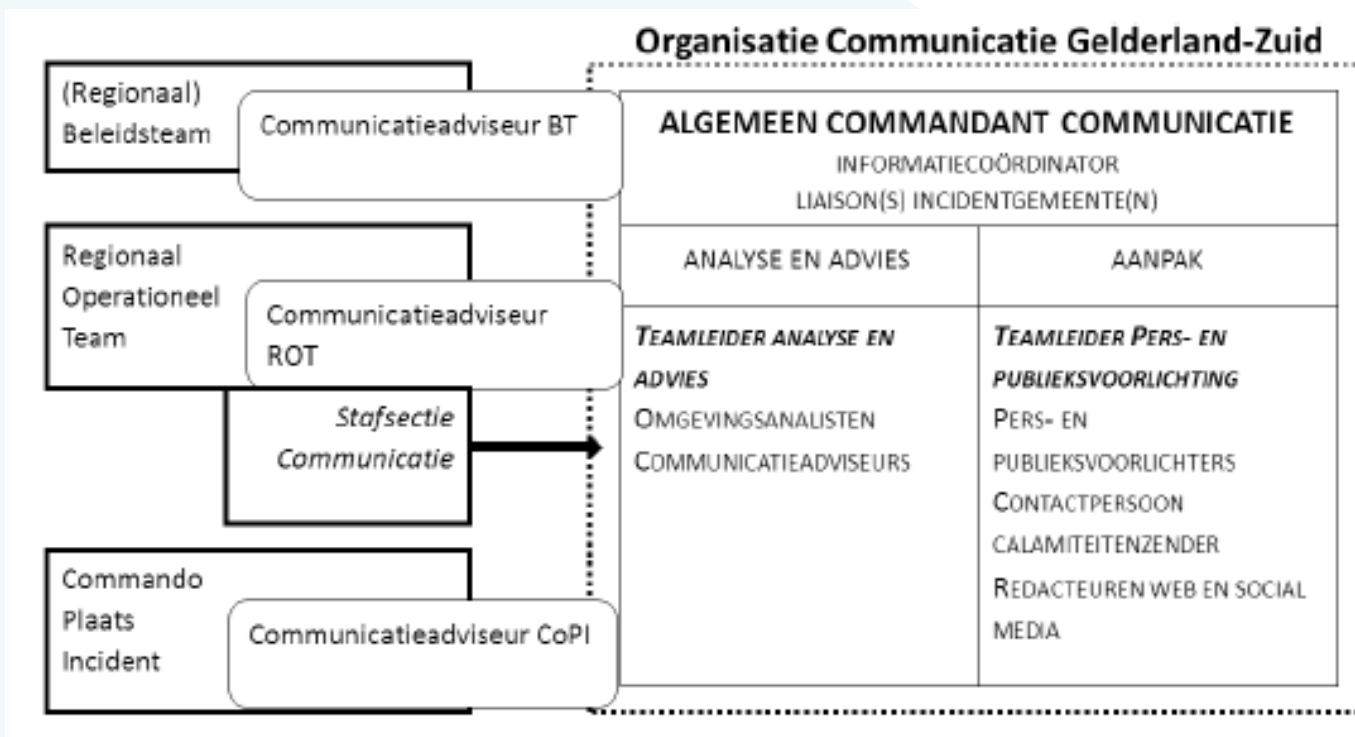 Organisatie Communicatie Gelderland-Zuid
(Regionaal)
Beleidsteam
Communicatieadviseur BT
Regionaal
Operationeel
Team
Communicatieadviseur
ROT
Stafsectie
Communicatie
Commando
Plaats
Incident
Communicatieadviseur CoPI
ALGEMEEN COMMANDANT COMMUNICATIE
INFORMATIECOÖRDINATOR
LIAISON(S) INCIDENTGEMEENTE(N)
ANALYSE EN ADVIES
TEAMLEIDER ANALYSE EN
ADVIES
OMGEVINGSANALISTEN
COMMUNICATIEADVISEURS
AANPAK
TEAMLEIDER PERS- EN
PUBLIEKSVOORLICHTING
PERS- EN
PUBLIEKSVOORLICHTERS
CONTACTPERSOON
CALAMITEITENZENDER
REDACTEUREN WEB EN SOCIAL
MEDIA